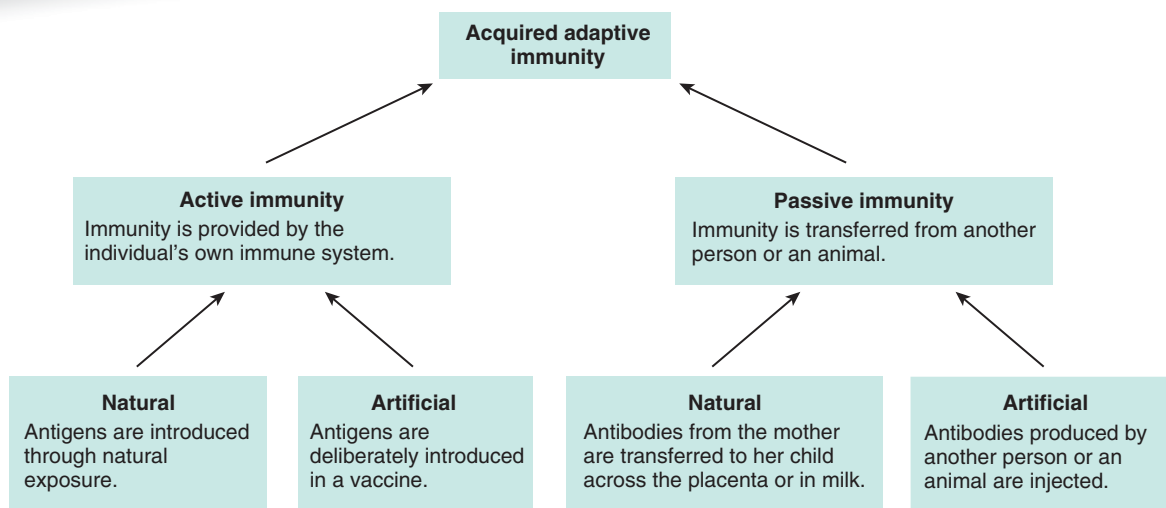 Acquired adaptive
immunity
Active immunity
Immunity is provided by the
individual's own immune system.
Passive immunity
Immunity is transferred from another
person or an animal.
Natural
Antigens are introduced
through natural
exposure.
Artificial
Antigens are
deliberately introduced
in a vaccine.
Natural
Antibodies from the mother
are transferred to her child
across the placenta or in milk.
Artificial
Antibodies produced by
another person or an
animal are injected.